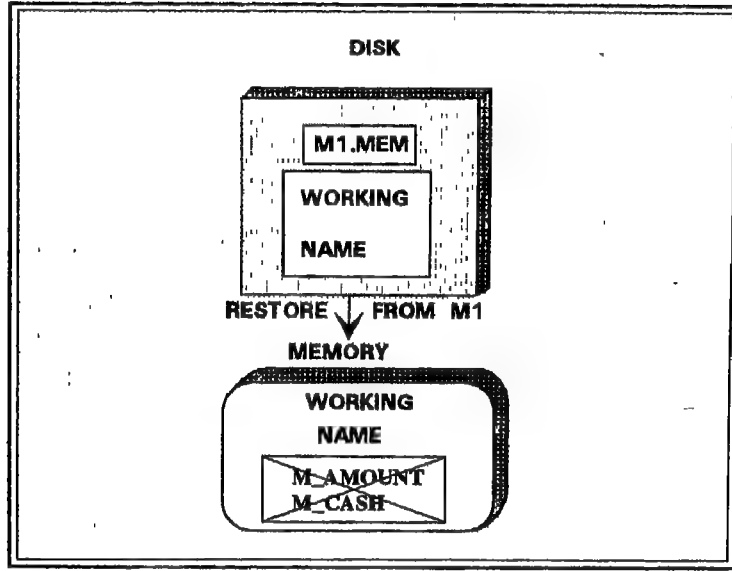 DISK
M1.MEM
WORKING
NAME
RESTORE FROM M1
MEMORY
WORKING
NAME
M_AMOUNT
M_CASH